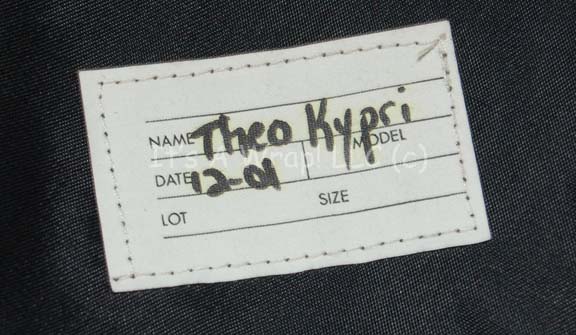 NAME Theo Kypri
MODEL
It's A Wrap! LLC (c)
DATE 12-01
SIZE
LOT